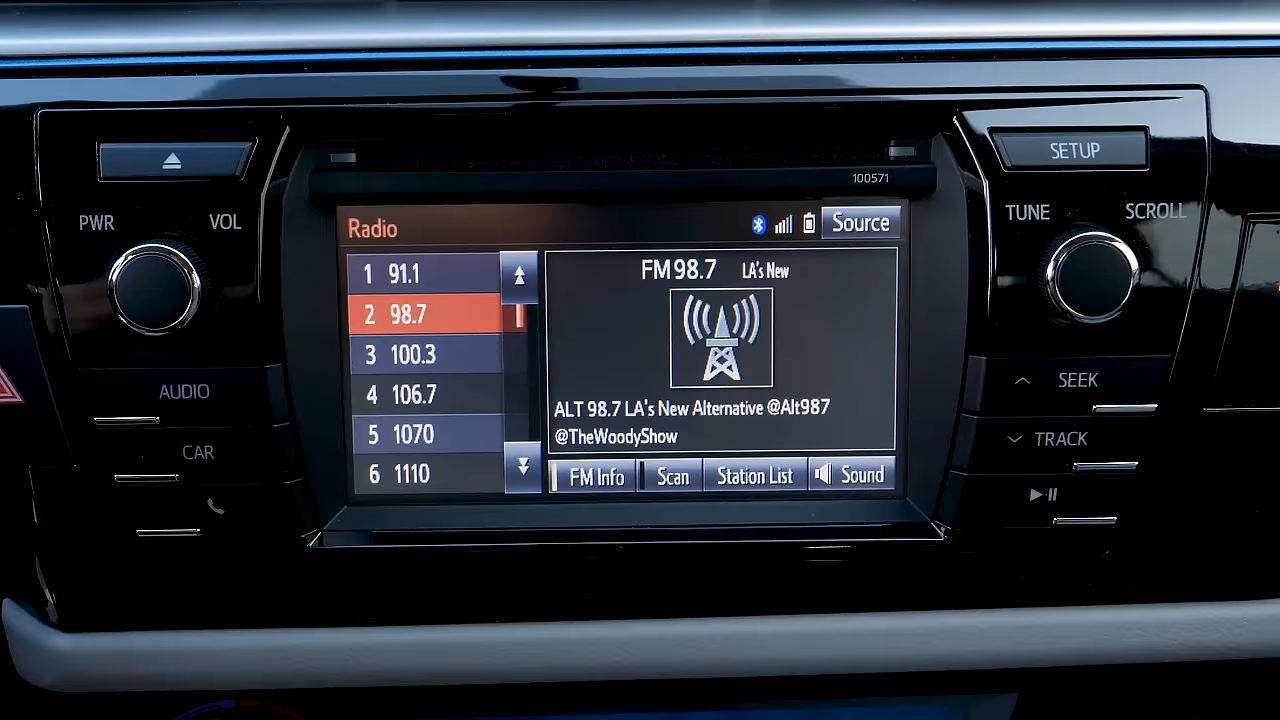 SETUP
100571
PWR VOL
TUNE SCROLL
Radio
Source
1 91.1
2 98.7
3 100.3
4 106.7
5 1070
6 1110
FM 98.7 LA's New
ALT 98.7 LA's New Alternative @Alt987
@TheWoodyShow
FM Info
Scan
Station List
Sound
AUDIO
CAR
SEEK
TRACK